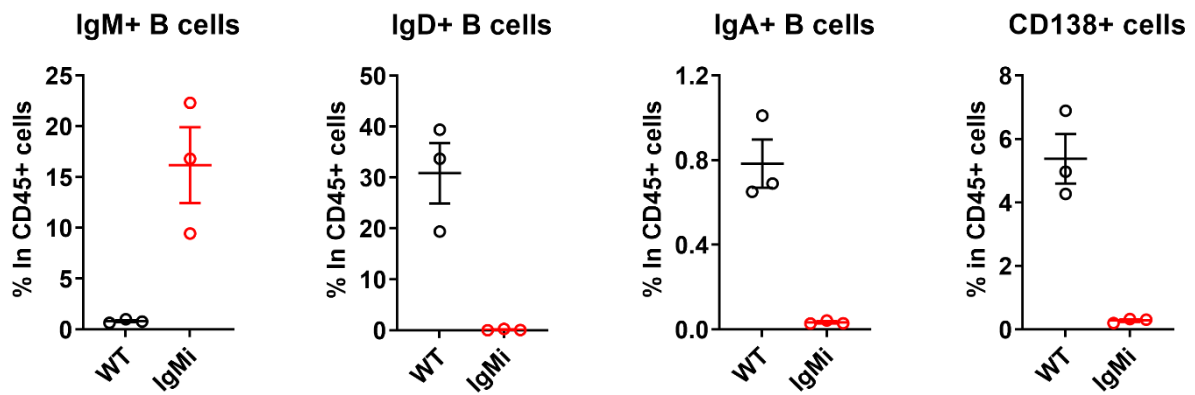 IgM+ B cells
% In CD45+ cells
25
20
15
10
5
0
WT
IgMi
IgD+ B cells
% In CD45+ cells
50
40
30
20
10
0
WT
IgMi
IgA+ B cells
% In CD45+ cells
1.2
0.8
0.4
0.0
WT
IgMi
CD138+ cells
% in CD45+ cells
8
6
4
2
0
WT
IgMi